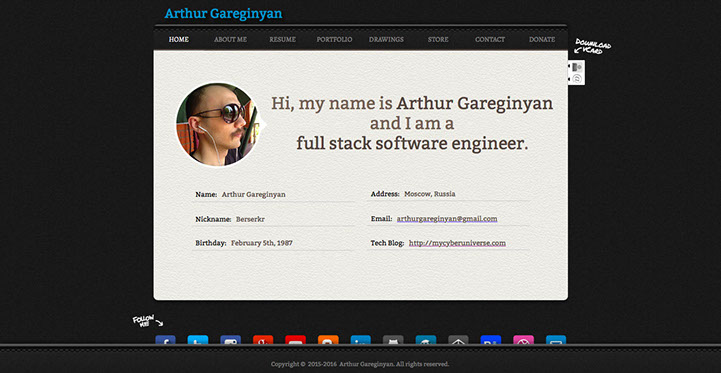 Arthur Gareginyan
HOME ABOUT ME RESUME PORTFOLIO DRAWINGS STORE CONTACT DONATE
DOWNLOAD
VCARD
Hi, my name is Arthur Gareginyan
and I am a
full stack software engineer.
Name: Arthur Gareginyan
Address: Moscow, Russia
Nickname: Berserkr
Email: arthurgareginyan@gmail.com
Birthday: February 5th, 1987
Tech Blog: http://mycyberuniverse.com
FOLLOW
ME!
Copyright © 2015-2016 Arthur Gareginyan. All rights reserved.